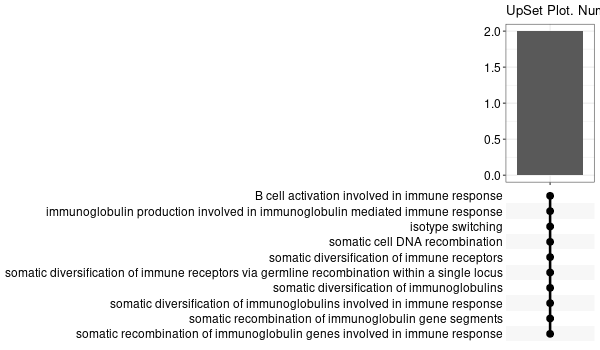 UpSet Plot. Nur
2.0
1.5
1.0
0.5
0.0
B cell activation involved in immune response
immunoglobulin production involved in immunoglobulin mediated immune response
isotype switching
somatic cell DNA recombination
somatic diversification of immune receptors
somatic diversification of immune receptors via germline recombination within a single locus
somatic diversification of immunoglobulins
somatic diversification of immunoglobulins involved in immune response
somatic recombination of immunoglobulin gene segments
somatic recombination of immunoglobulin genes involved in immune response